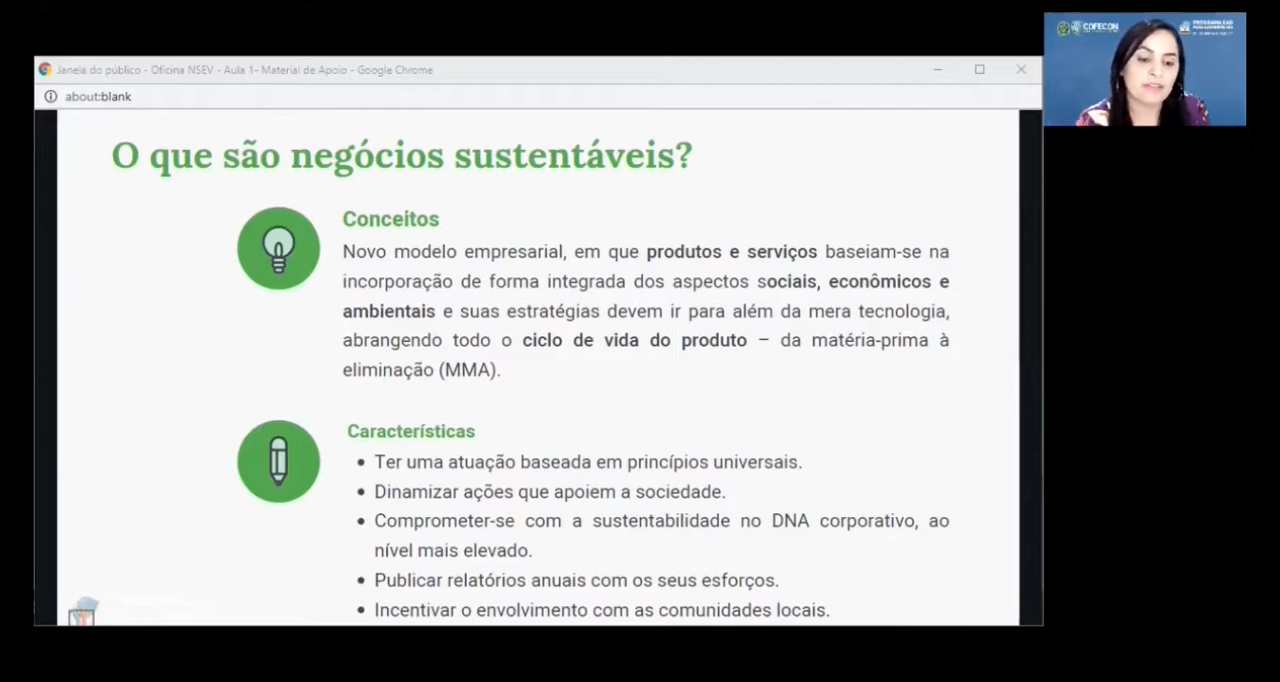 COFECON
Janela do público - Oficina NSEV - Aula 1- Material de Apoio - Google Chrome
about:blank
O que são negócios sustentáveis?
Conceitos
Novo modelo empresarial, em que produtos e serviços baseiam-se na
incorporação de forma integrada dos aspectos sociais, econômicos e
ambientais e suas estratégias devem ir para além da mera tecnologia,
abrangendo todo o ciclo de vida do produto – da matéria-prima à
eliminação (MMA).
Características
• Ter uma atuação baseada em princípios universais.
• Dinamizar ações que apoiem a sociedade.
• Comprometer-se com a sustentabilidade no DNA corporativo, ao
nível mais elevado.
• Publicar relatórios anuais com os seus esforços.
• Incentivar o envolvimento com as comunidades locais.